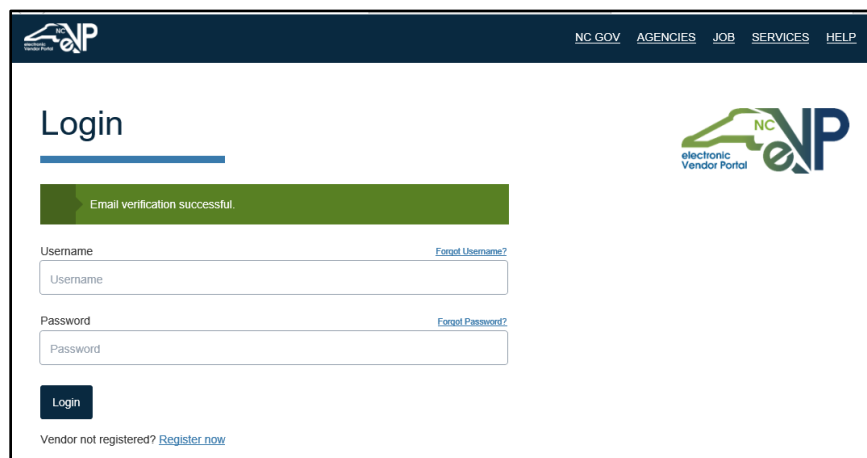 NC
eVP
electronic
Vendor Portal
NC GOV AGENCIES JOB SERVICES HELP
Login
NC
eVP
electronic
Vendor Portal
Email verification successful.
Username Forgot Username?
Username
Password Forgot Password?
Password
Login
Vendor not registered? Register now